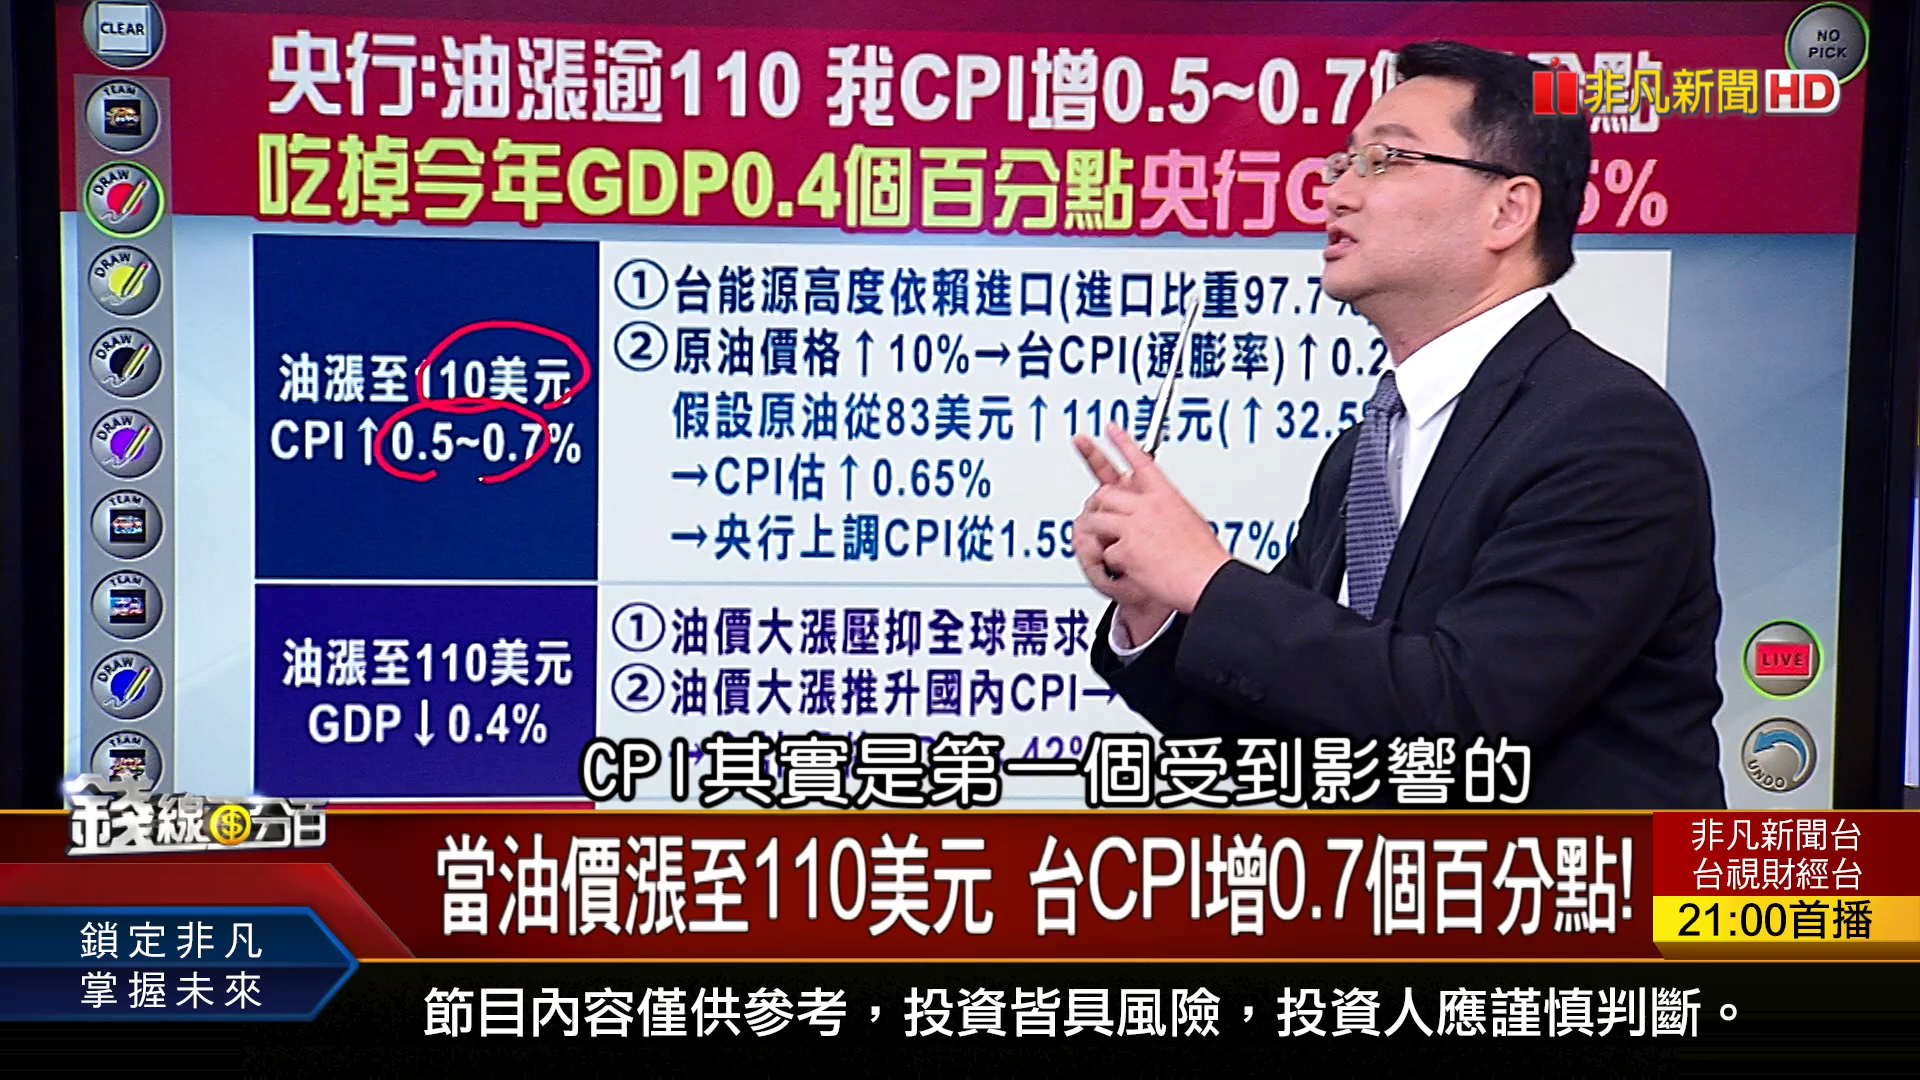 CLEAR
TEAM
DRAW
DRAW
DRAW
DRAW
TEAM
TEAM
DRAW
TEAM
NO PICK
非凡新聞HD
央行:油漲逾110 我CPI增0.5~0.7
吃掉今年GDP0.4個百分點央行G 5%
油漲至110美元
CPI↑0.5~0.7%
①台能源高度依賴進口(進口比重97.7%
②原油價格↑10%→台CPI(通膨率)↑0.2
假設原油從83美元↑110美元(↑32.5%
→CPI估↑0.65%
→央行上調CPI從1.59 7%(
油漲至110美元
GDP↓0.4%
①油價大漲壓抑全球需求
②油價大漲推升國內CPI→
LIVE
UNDO
CPI其實是第一個受到影響的
錢線百分百
當油價漲至110美元 台CPI增0.7個百分點!
非凡新聞台
台視財經台
21:00首播
鎖定非凡
掌握未來
節目內容僅供參考,投資皆具風險,投資人應謹慎判斷。